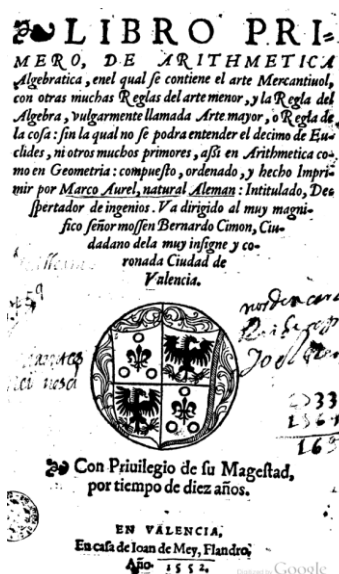 LIBRO PRI=
MERO, DE ARITHMETICA
Algebratica, enel qual se contiene el arte Mercantiuol,
con otras muchas Reglas del arte menor, y la Regla del
Algebra, vulgarmente llamada Arte mayor, o Regla de
la cosa: sin la qual no se podra entender el decimo de Eu-
clides, ni otros muchos primores, assi en Arithmetica co-
mo en Geometria: compuesto, ordenado, y hecho Impri-
mir por Marco Aurel, natural Aleman: Intitulado, Des
spertador de ingenios. Va dirigido al muy magni-
fico señor mossen Bernardo Cimon, Ciu-
dadano dela muy insigne y co-
ronada Ciudad de
Valencia.
Con Priuilegio de su Magestad,
por tiempo de diez años.
EN VALENCIA,
En casa de Ioan de Mey, Flandro,
Año 1552.
Google